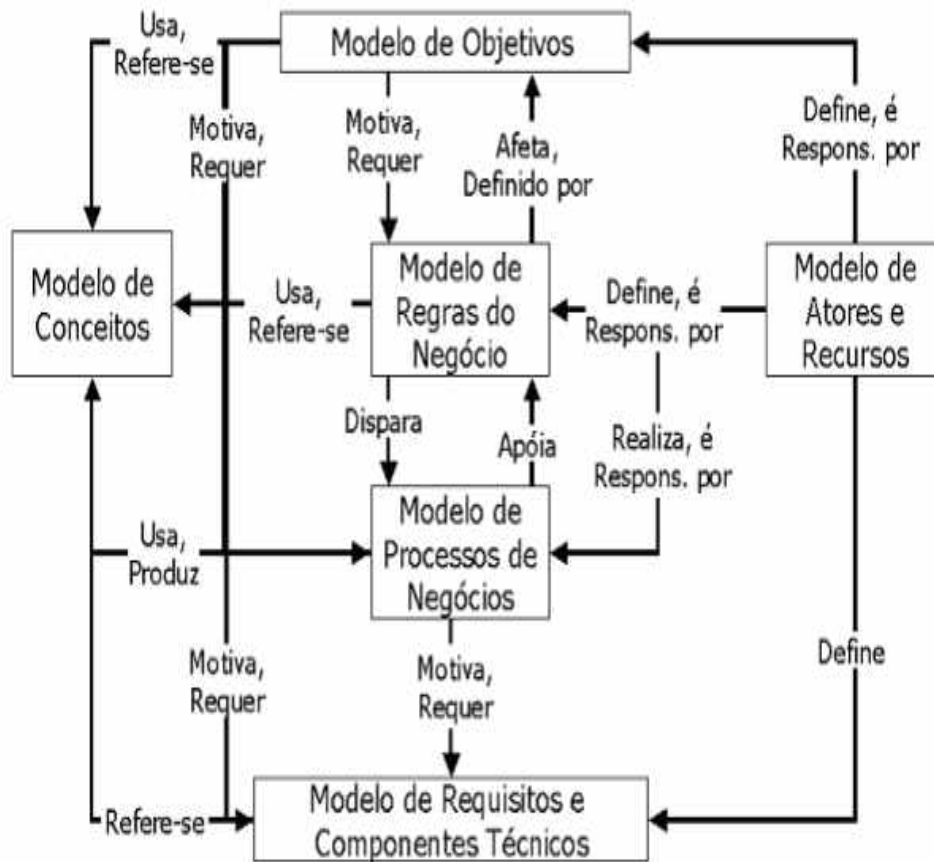 Usa,
Refere-se
Modelo de Objetivos
Motiva,
Requer
Motiva,
Requer
Afeta,
Definido por
Define, é
Respons. por
Modelo de
Conceitos
Usa,
Refere-se
Modelo de
Regras do
Negócio
Define, é
Respons. por
Modelo de
Atores e
Recursos
Dispara
Apóia
Realiza, é
Respons. por
Usa,
Produz
Modelo de
Processos de
Negócios
Motiva,
Requer
Motiva,
Requer
Define
Refere-se
Modelo de Requisitos e
Componentes Técnicos